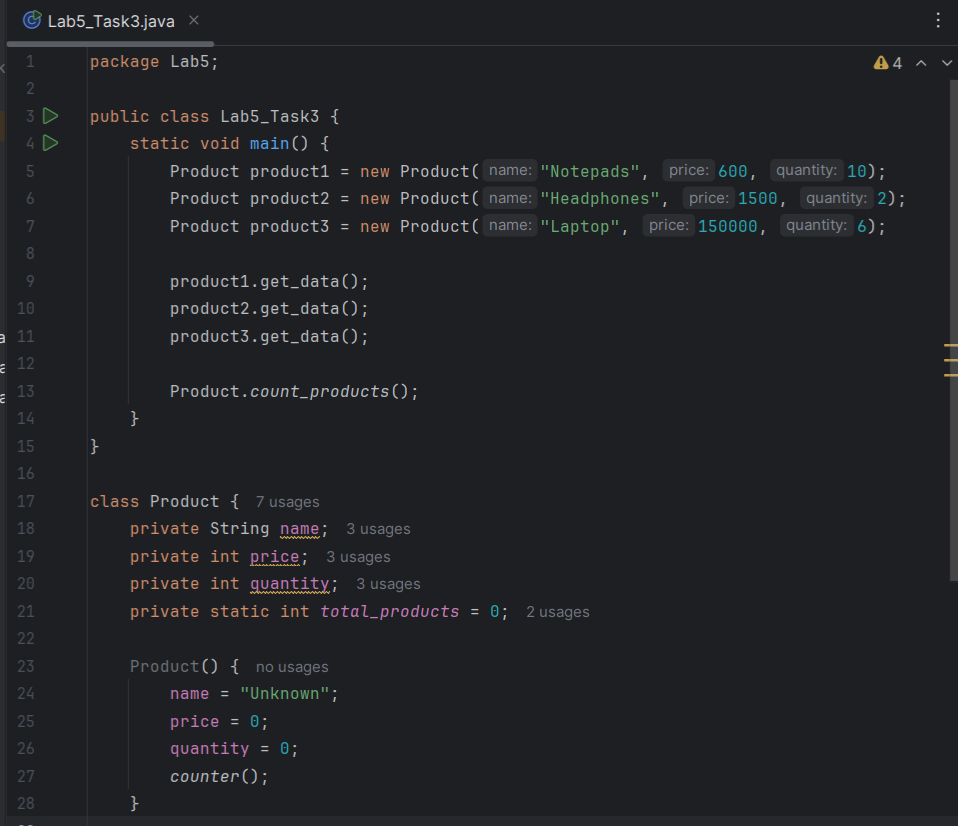 Lab5_Task3.java
4
1 package Lab5;
2
3 public class Lab5_Task3 {
4 static void main() {
5 Product product1 = new Product( name: "Notepads", price: 600, quantity: 10);
6 Product product2 = new Product( name: "Headphones", price: 1500, quantity: 2);
7 Product product3 = new Product( name: "Laptop", price: 150000, quantity: 6);
8
9 product1.get_data();
10 product2.get_data();
11 product3.get_data();
12
13 Product.count_products();
14 }
15 }
16
17 class Product { 7 usages
18 private String name; 3 usages
19 private int price; 3 usages
20 private int quantity; 3 usages
21 private static int total_products = 0; 2 usages
22
23 Product() { no usages
24 name = "Unknown";
25 price = 0;
26 quantity = 0;
27 counter();
28 }